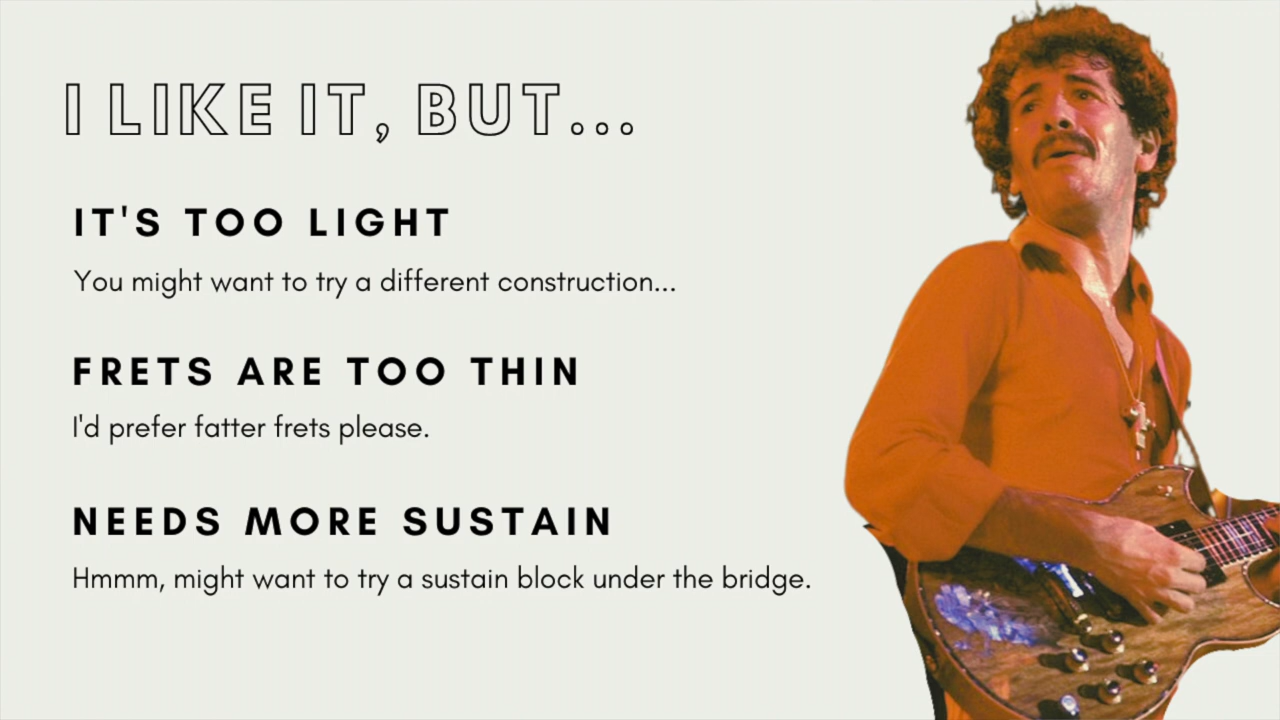 I LIKE IT, BUT...
IT'S TOO LIGHT
You might want to try a different construction...
FRETS ARE TOO THIN
I'd prefer fatter frets please.
NEEDS MORE SUSTAIN
Hmmm, might want to try a sustain block under the bridge.